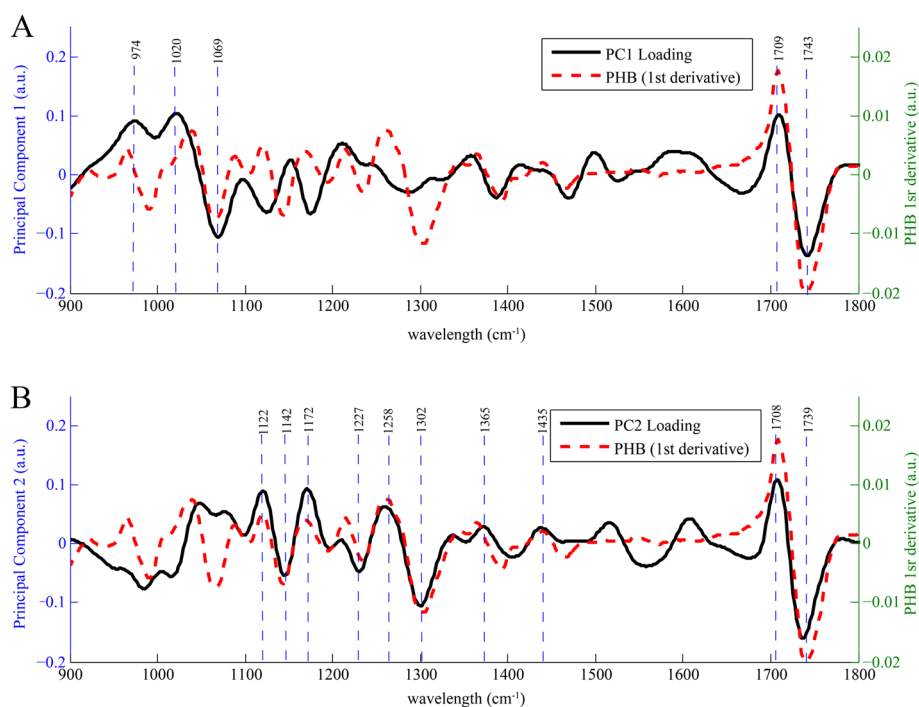 A
974
1020
1069
1709
1743
PC1 Loading
PHB (1st derivative)
Principal Component 1 (a.u.)
0.2
0.1
0
−0.1
−0.2
PHB 1sr derivative (a.u.)
0.02
0.01
0
−0.01
−0.02
900 1000 1100 1200 1300 1400 1500 1600 1700 1800
wavelength (cm-1)
B
1122
1142
1172
1227
1258
1302
1365
1435
1708
1739
PC2 Loading
PHB (1st derivative)
Principal Component 2 (a.u.)
0.2
0.1
0
−0.1
−0.2
PHB 1sr derivative (a.u.)
0.02
0.01
0
−0.01
−0.02
900 1000 1100 1200 1300 1400 1500 1600 1700 1800
wavelength (cm-1)